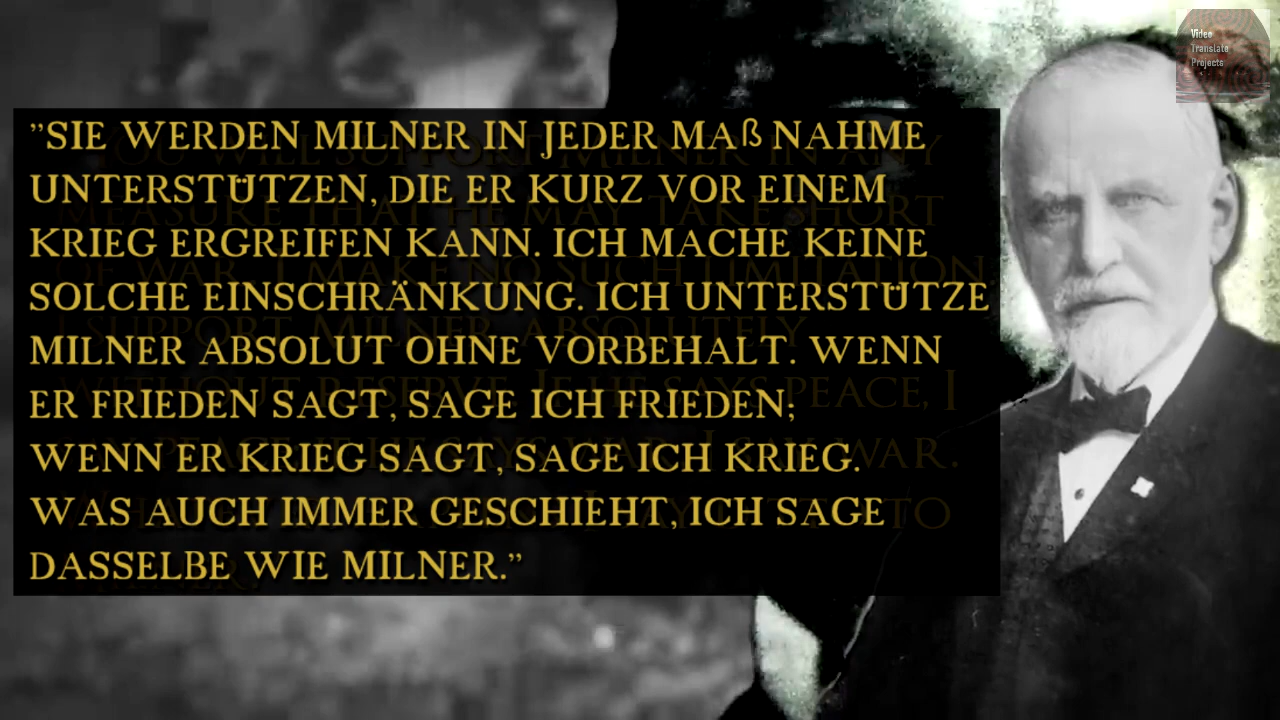 Video
Translate
Projects
"SIE WERDEN MILNER IN JEDER MAß NAHME
UNTERSTÜTZEN, DIE ER KURZ VOR EINEM
KRIEG ERGREIFEN KANN. ICH MACHE KEINE
SOLCHE EINSCHRÄNKUNG. ICH UNTERSTÜTZE
MILNER ABSOLUT OHNE VORBEHALT. WENN
ER FRIEDEN SAGT, SAGE ICH FRIEDEN;
WENN ER KRIEG SAGT, SAGE ICH KRIEG.
WAS AUCH IMMER GESCHIEHT, ICH SAGE
DASSELBE WIE MILNER."